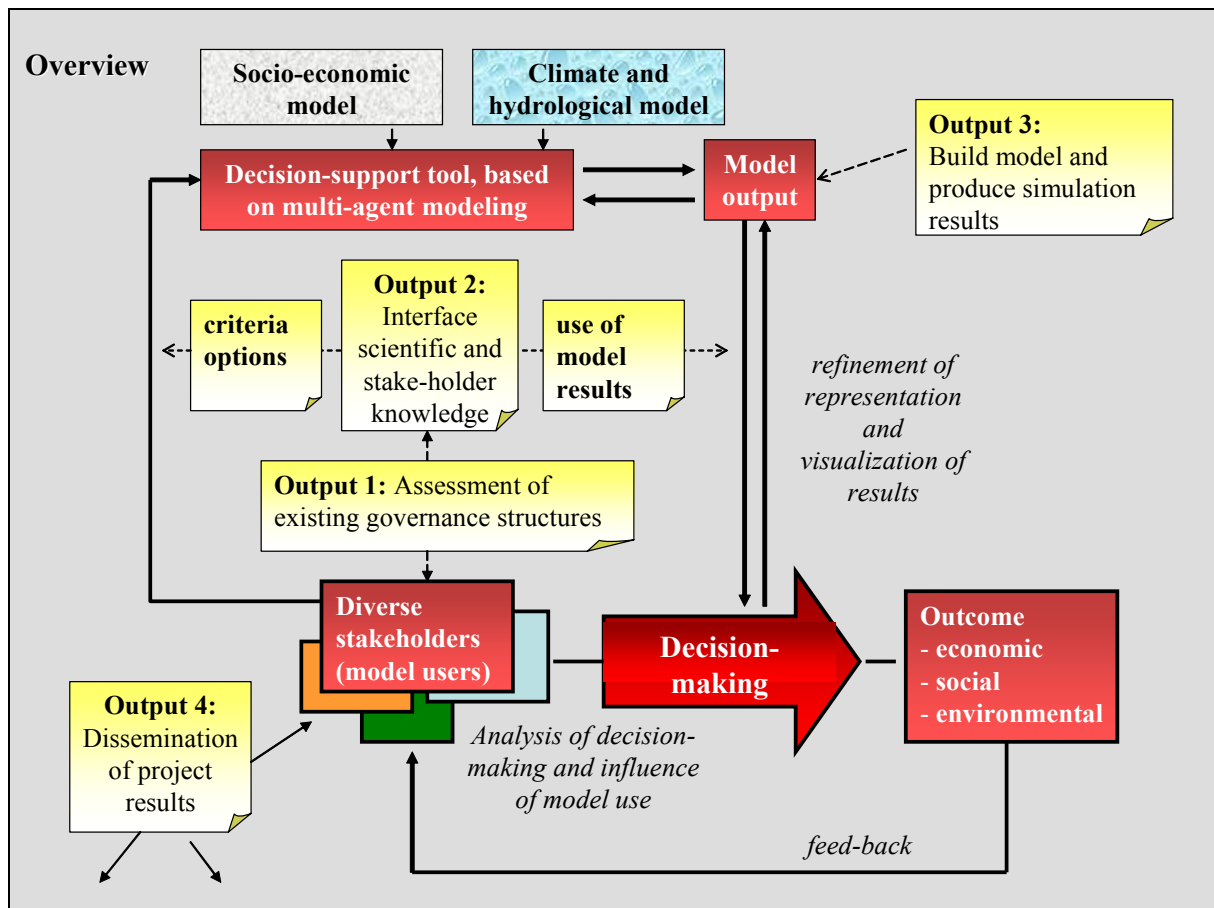 Overview
Socio-economic
model
Climate and
hydrological model
Output 3:
Build model and
produce simulation
results
Decision-support tool, based
on multi-agent modeling
Model
output
criteria
options
Output 2:
Interface
scientific and
stake-holder
knowledge
use of
model
results
refinement of
representation
and
visualization of
results
Output 1: Assessment of
existing governance structures
Diverse
stakeholders
(model users)
Decision-
making
Outcome
- economic
- social
- environmental
Output 4:
Dissemination
of project
results
Analysis of decision-
making and influence
of model use
feed-back